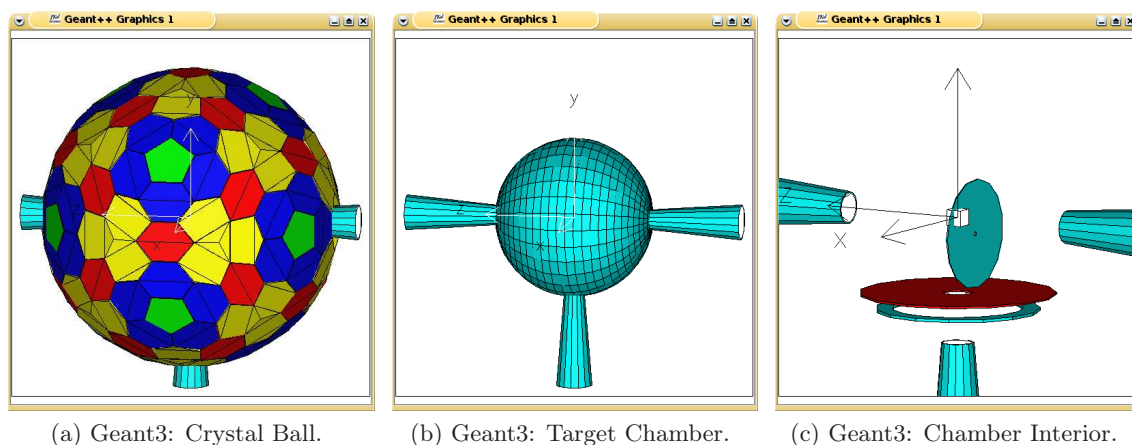 Geant++ Graphics 1
Geant++ Graphics 1
Geant++ Graphics 1
y
z
x
y
z
x
Z
X
(a) Geant3: Crystal Ball.
(b) Geant3: Target Chamber.
(c) Geant3: Chamber Interior.